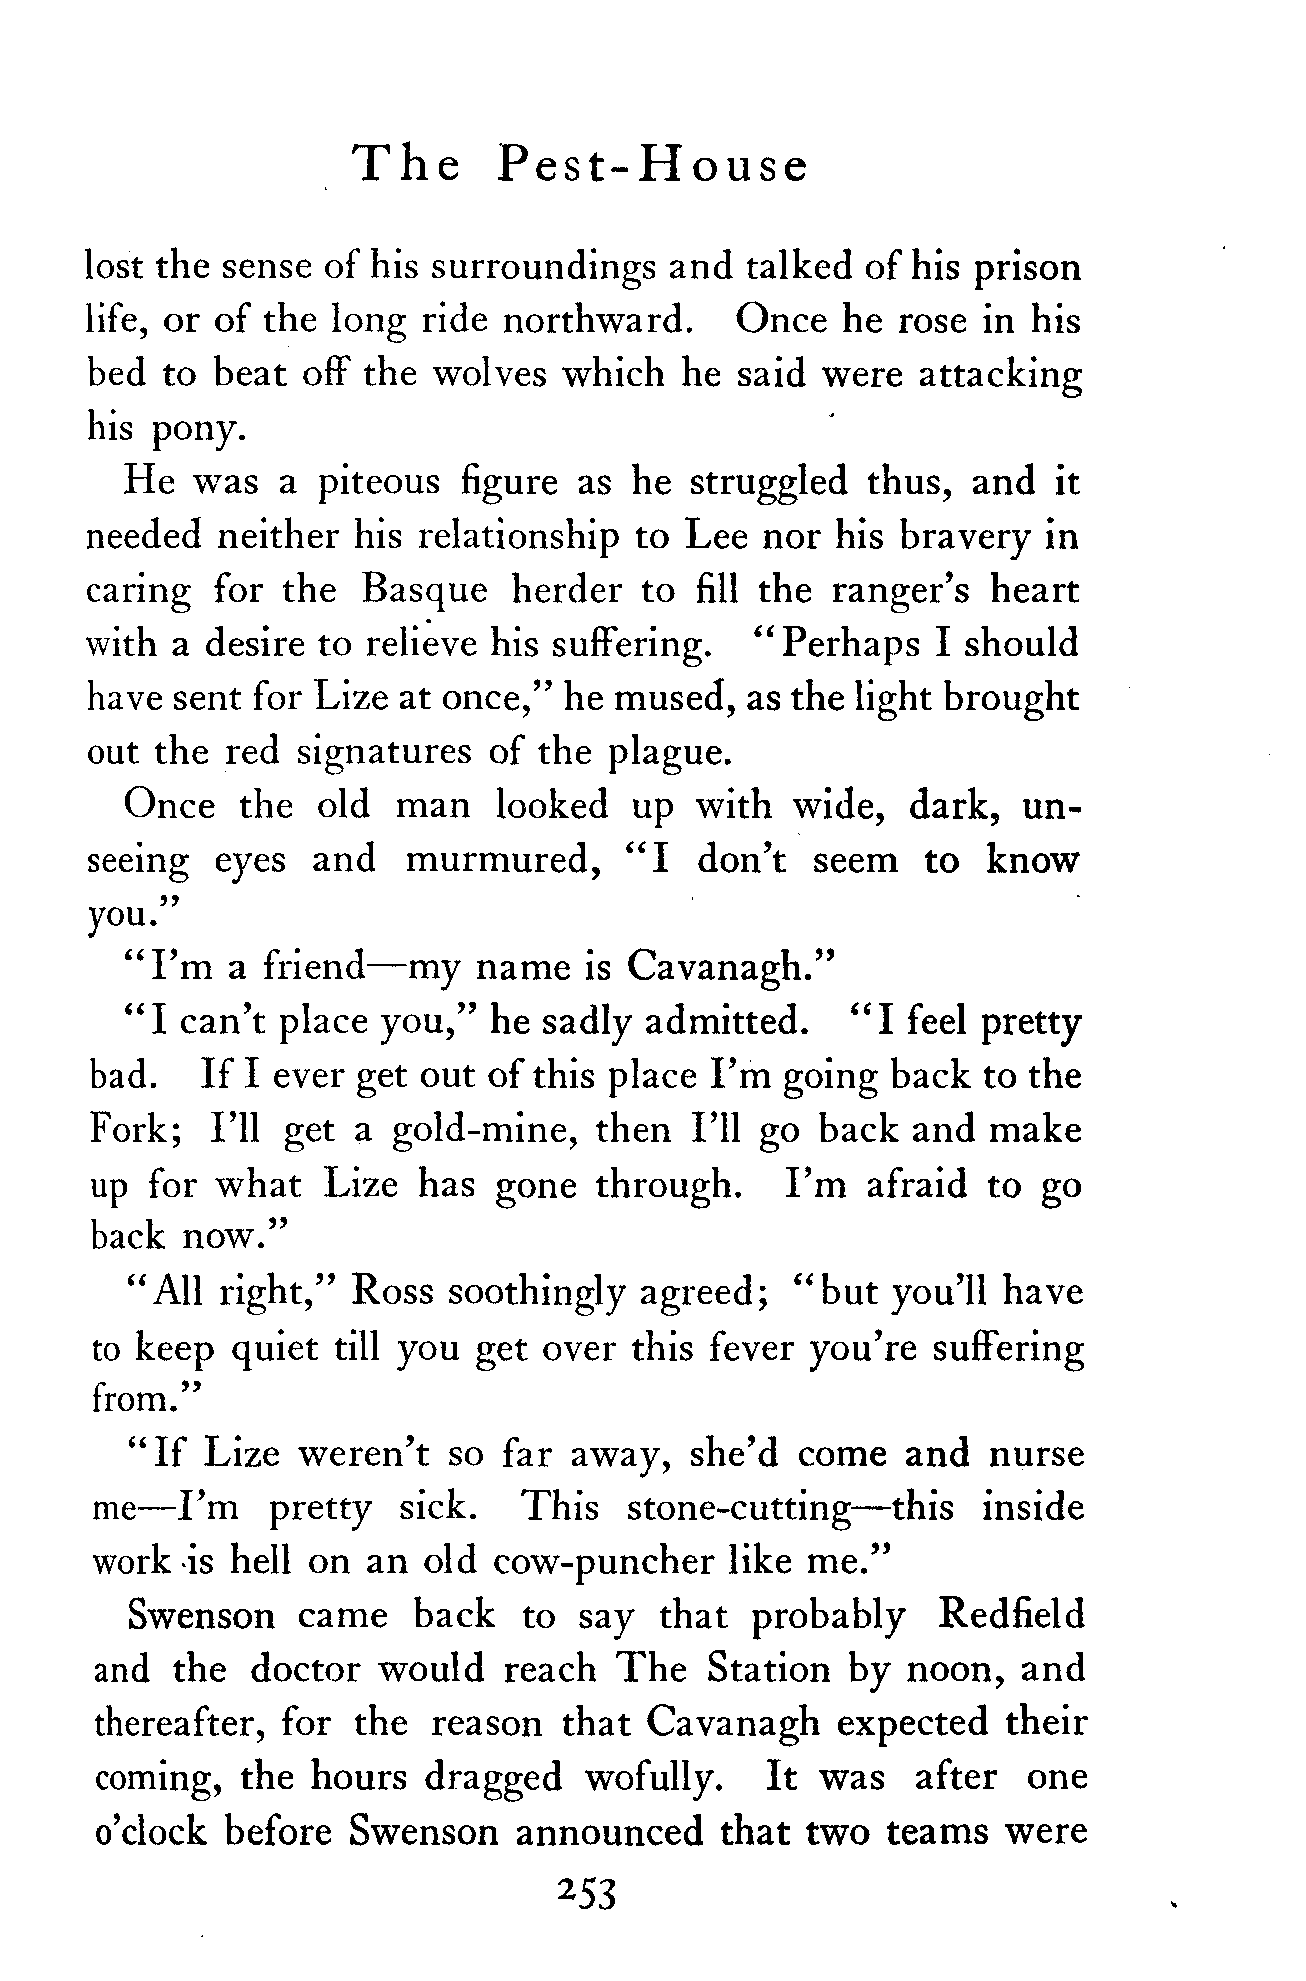 The Pest-House
lost the sense of his surroundings and talked of his prison
life, or of the long ride northward. Once he rose in his
bed to beat off the wolves which he said were attacking
his pony.
He was a piteous figure as he struggled thus, and it
needed neither his relationship to Lee nor his bravery in
caring for the Basque herder to fill the ranger's heart
with a desire to relieve his suffering. "Perhaps I should
have sent for Lize at once," he mused, as the light brought
out the red signatures of the plague.
Once the old man looked up with wide, dark, un-
seeing eyes and murmured, "I don't seem to know
you."
"I'm a friend—my name is Cavanagh."
"I can't place you," he sadly admitted. "I feel pretty
bad. If I ever get out of this place I'm going back to the
Fork; I'll get a gold-mine, then I'll go back and make
up for what Lize has gone through. I'm afraid to go
back now."
"All right," Ross soothingly agreed; "but you'll have
to keep quiet till you get over this fever you're suffering
from."
"If Lize weren't so far away, she'd come and nurse
me—I'm pretty sick. This stone-cutting—this inside
work is hell on an old cow-puncher like me."
Swenson came back to say that probably Redfield
and the doctor would reach The Station by noon, and
thereafter, for the reason that Cavanagh expected their
coming, the hours dragged wofully. It was after one
o'clock before Swenson announced that two teams were
253